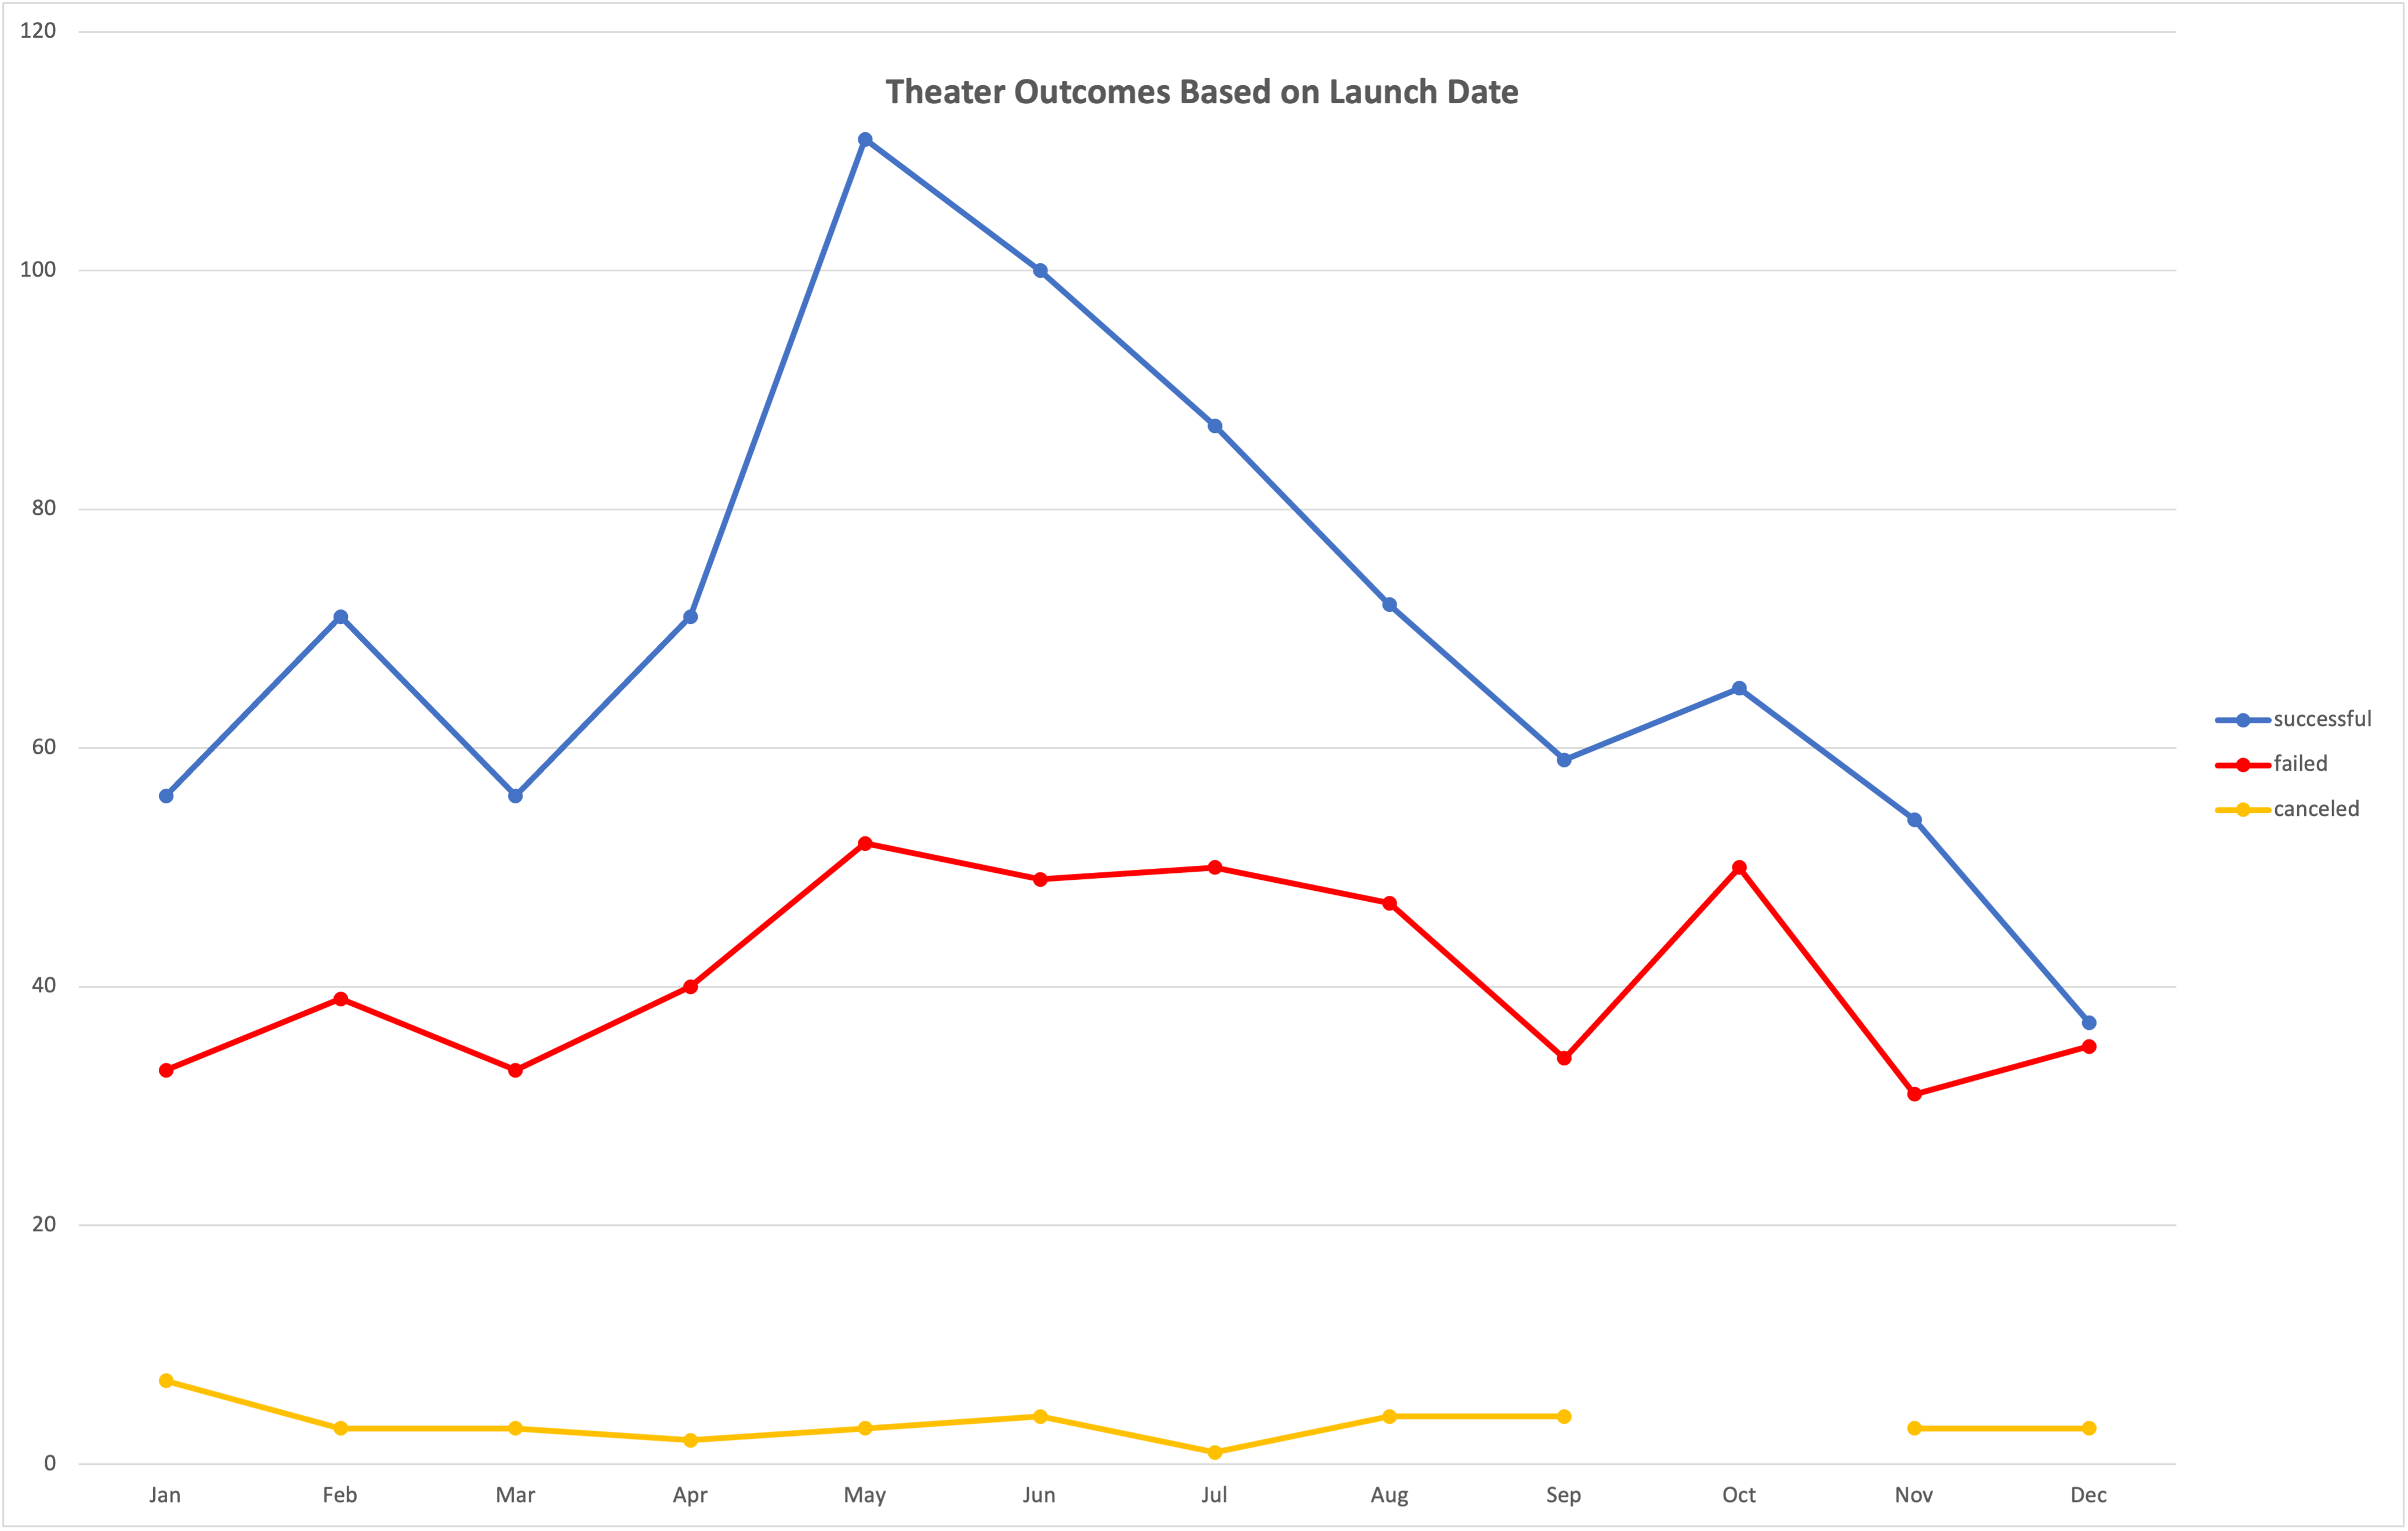 Theater Outcomes Based on Launch Date
120
100
80
60
40
20
0
Jan Feb Mar Apr May Jun Jul Aug Sep Oct Nov Dec
successful
failed
canceled